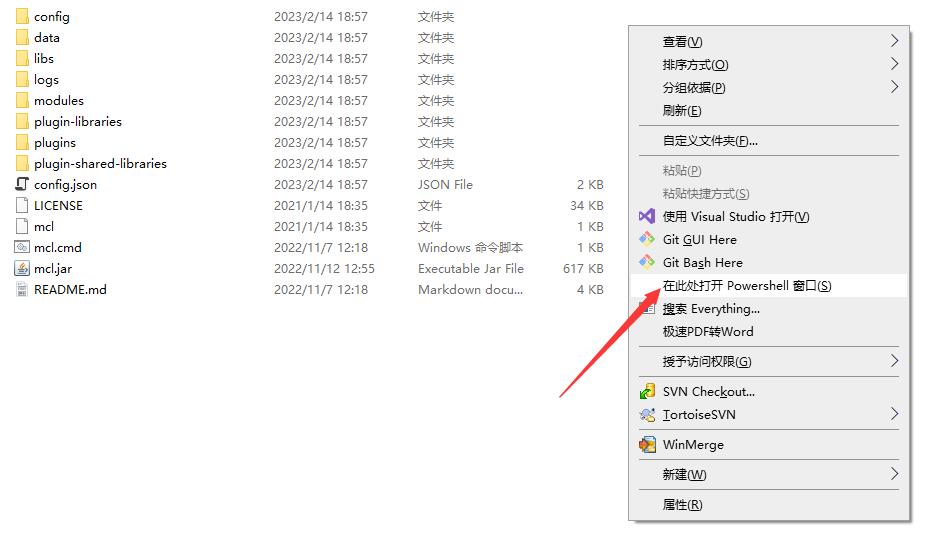 config 2023/2/14 18:57 文件夹
data 2023/2/14 18:57 文件夹
libs 2023/2/14 18:57 文件夹
logs 2023/2/14 18:57 文件夹
modules 2023/2/14 18:57 文件夹
plugin-libraries 2023/2/14 18:57 文件夹
plugins 2023/2/14 18:57 文件夹
plugin-shared-libraries 2023/2/14 18:57 文件夹
config.json 2023/2/14 18:57 JSON File 2 KB
LICENSE 2021/1/14 18:35 文件 34 KB
mcl 2021/1/14 18:35 文件 1 KB
mcl.cmd 2022/11/7 12:18 Windows 命令脚本 1 KB
mcl.jar 2022/11/12 12:55 Executable Jar File 617 KB
README.md 2022/11/7 12:18 Markdown docu... 4 KB
查看(V)
排序方式(O)
分组依据(P)
刷新(E)
自定义文件夹(F)...
粘贴(P)
粘贴快捷方式(S)
使用 Visual Studio 打开(V)
Git GUI Here
Git Bash Here
在此处打开 Powershell 窗口(S)
搜索 Everything...
极速PDF转Word
授予访问权限(G)
SVN Checkout...
TortoiseSVN
WinMerge
新建(W)
属性(R)